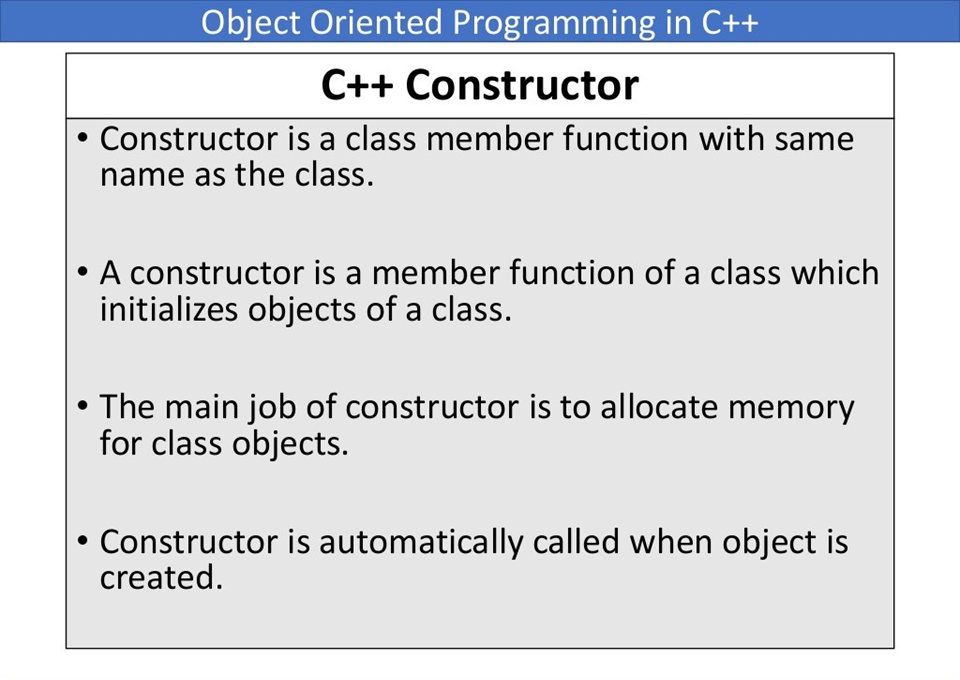 Object Oriented Programming in C++
C++ Constructor
• Constructor is a class member function with same
name as the class.
• A constructor is a member function of a class which
initializes objects of a class.
• The main job of constructor is to allocate memory
for class objects.
• Constructor is automatically called when object is
created.